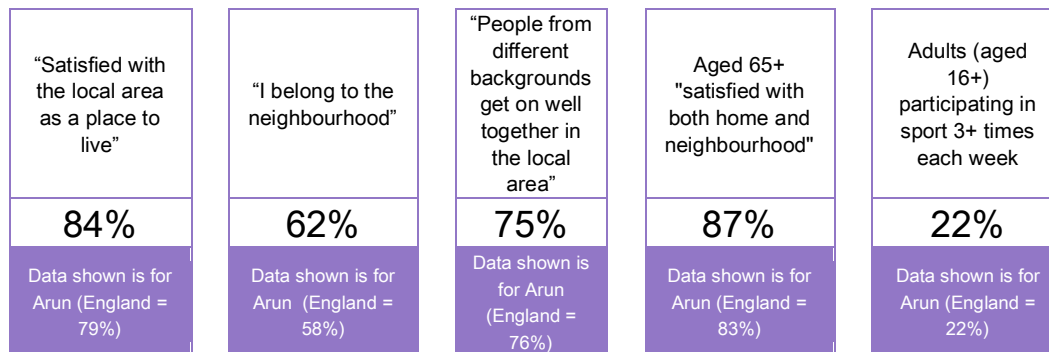 “Satisfied with
the local area
as a place to
live”
84%
Data shown is for
Arun (England =
79%)
“I belong to the
neighbourhood”
62%
Data shown is for
Arun  (England =
58%)
“People from
different
backgrounds
get on well
together in
the local
area”
75%
Data shown is
for Arun
(England =
76%)
Aged 65+
"satisfied with
both home and
neighbourhood"
87%
Data shown is for
Arun (England =
83%)
Adults (aged
16+)
participating in
sport 3+ times
each week
22%
Data shown is for
Arun (England =
22%)